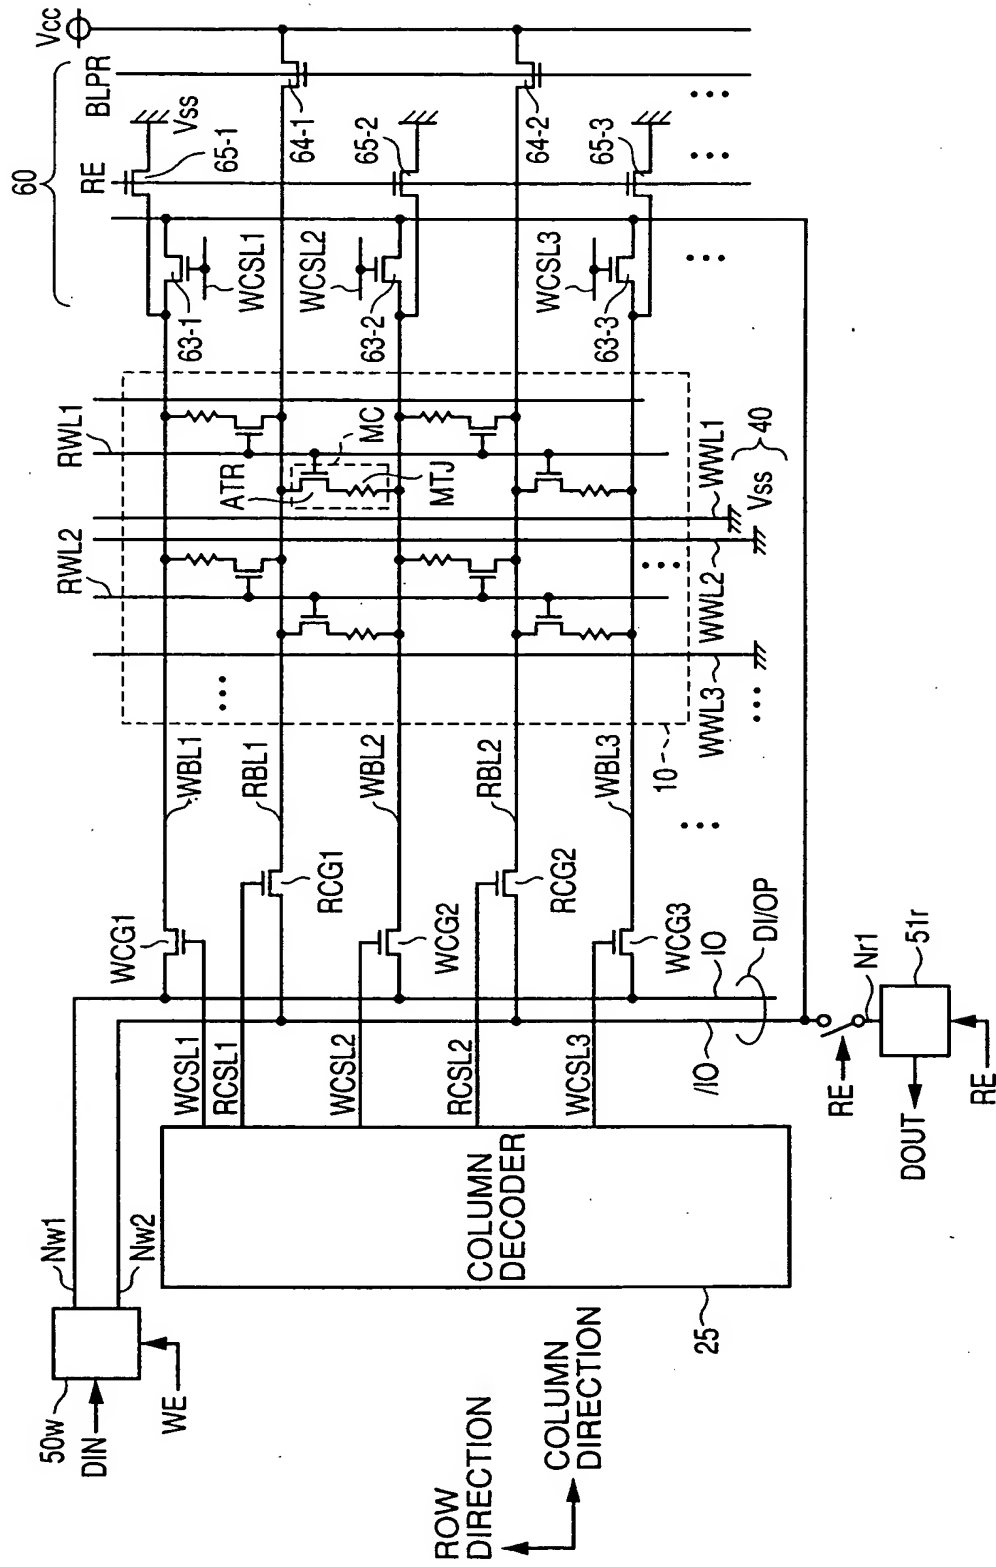 Vcc
60
BLPR
RE
Vss
65-1
64-1
65-2
64-2
65-3
WCSL1
WCSL2
WCSL3
63-1
63-2
63-3
RWL1
RWL2
ATR
MC
MTJ
WWL1
WWL2
WWL3
Vss
40
10
WBL1
RBL1
WBL2
RBL2
WBL3
WCG1
RCG1
WCG2
RCG2
WCG3
IO
/IO
DI/OP
WCSL1
RCSL1
WCSL2
RCSL2
WCSL3
Nr1
51r
RE
RE
DOUT
COLUMN
DECODER
25
Nw1
Nw2
50w
DIN
WE
ROW
DIRECTION
COLUMN
DIRECTION